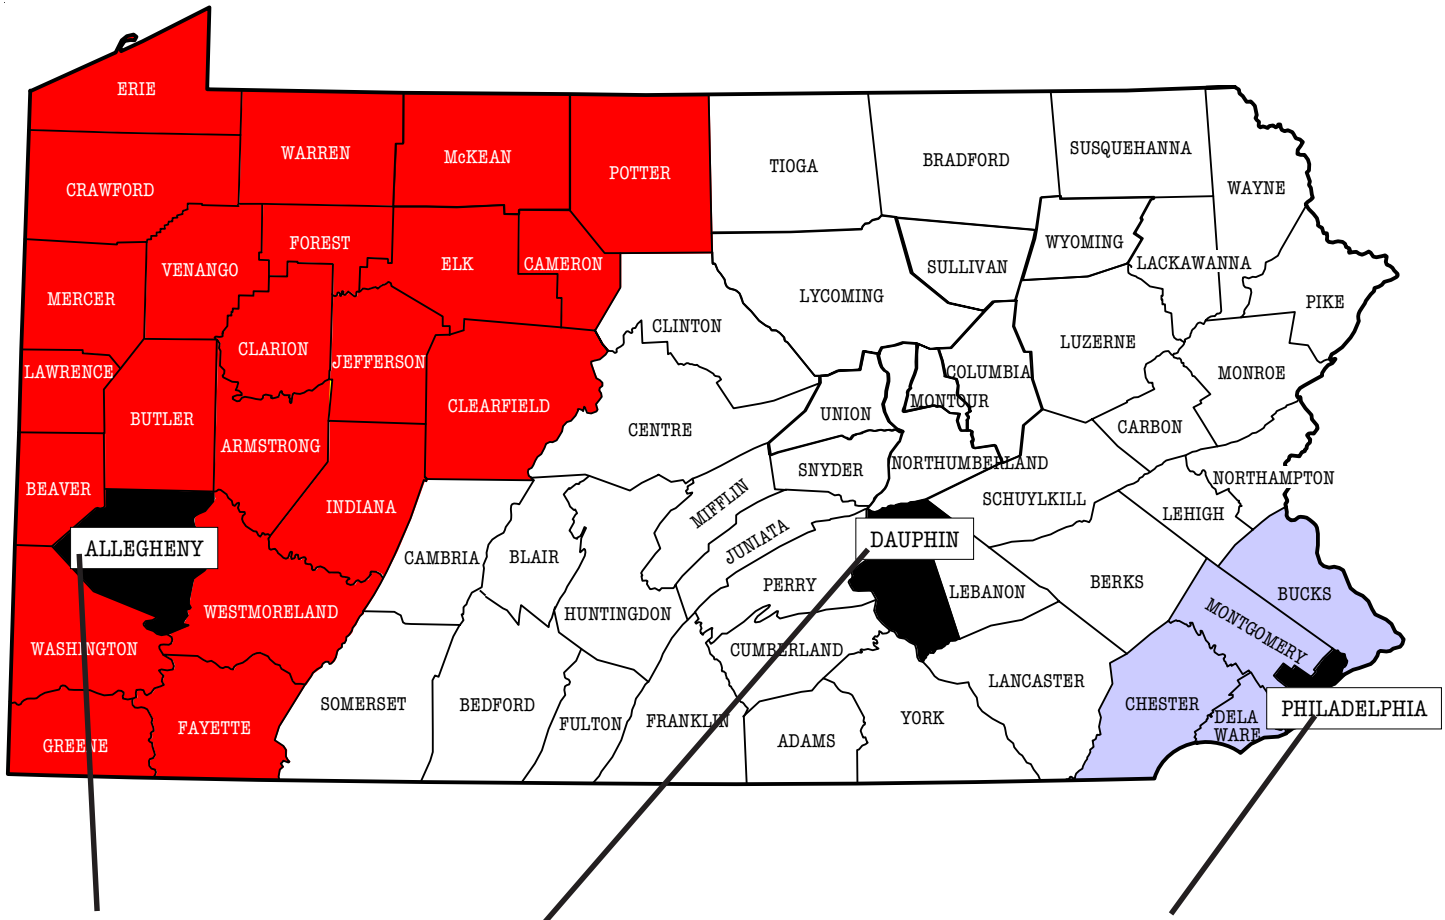 ERIE
WARREN
McKEAN
POTTER
TIOGA
BRADFORD
SUSQUEHANNA
WAYNE
CRAWFORD
FOREST
VENANGO
ELK
CAMERON
WYOMING
SULLIVAN
LACKAWANNA
MERCER
LYCOMING
PIKE
CLINTON
CLARION
JEFFERSON
LUZERNE
LAWRENCE
COLUMBIA
MONROE
CLEARFIELD
MONTOUR
BUTLER
UNION
CENTRE
CARBON
ARMSTRONG
SNYDER
NORTHUMBERLAND
NORTHAMPTON
BEAVER
INDIANA
MIFFLIN
SCHUYLKILL
LEHIGH
ALLEGHENY
CAMBRIA
BLAIR
JUNIATA
DAUPHIN
PERRY
LEBANON
BERKS
BUCKS
WESTMORELAND
HUNTINGDON
MONTGOMERY
WASHINGTON
CUMBERLAND
LANCASTER
SOMERSET
BEDFORD
CHESTER
PHILADELPHIA
FAYETTE
FULTON
FRANKLIN
YORK
DELA
WARE
GREENE
ADAMS